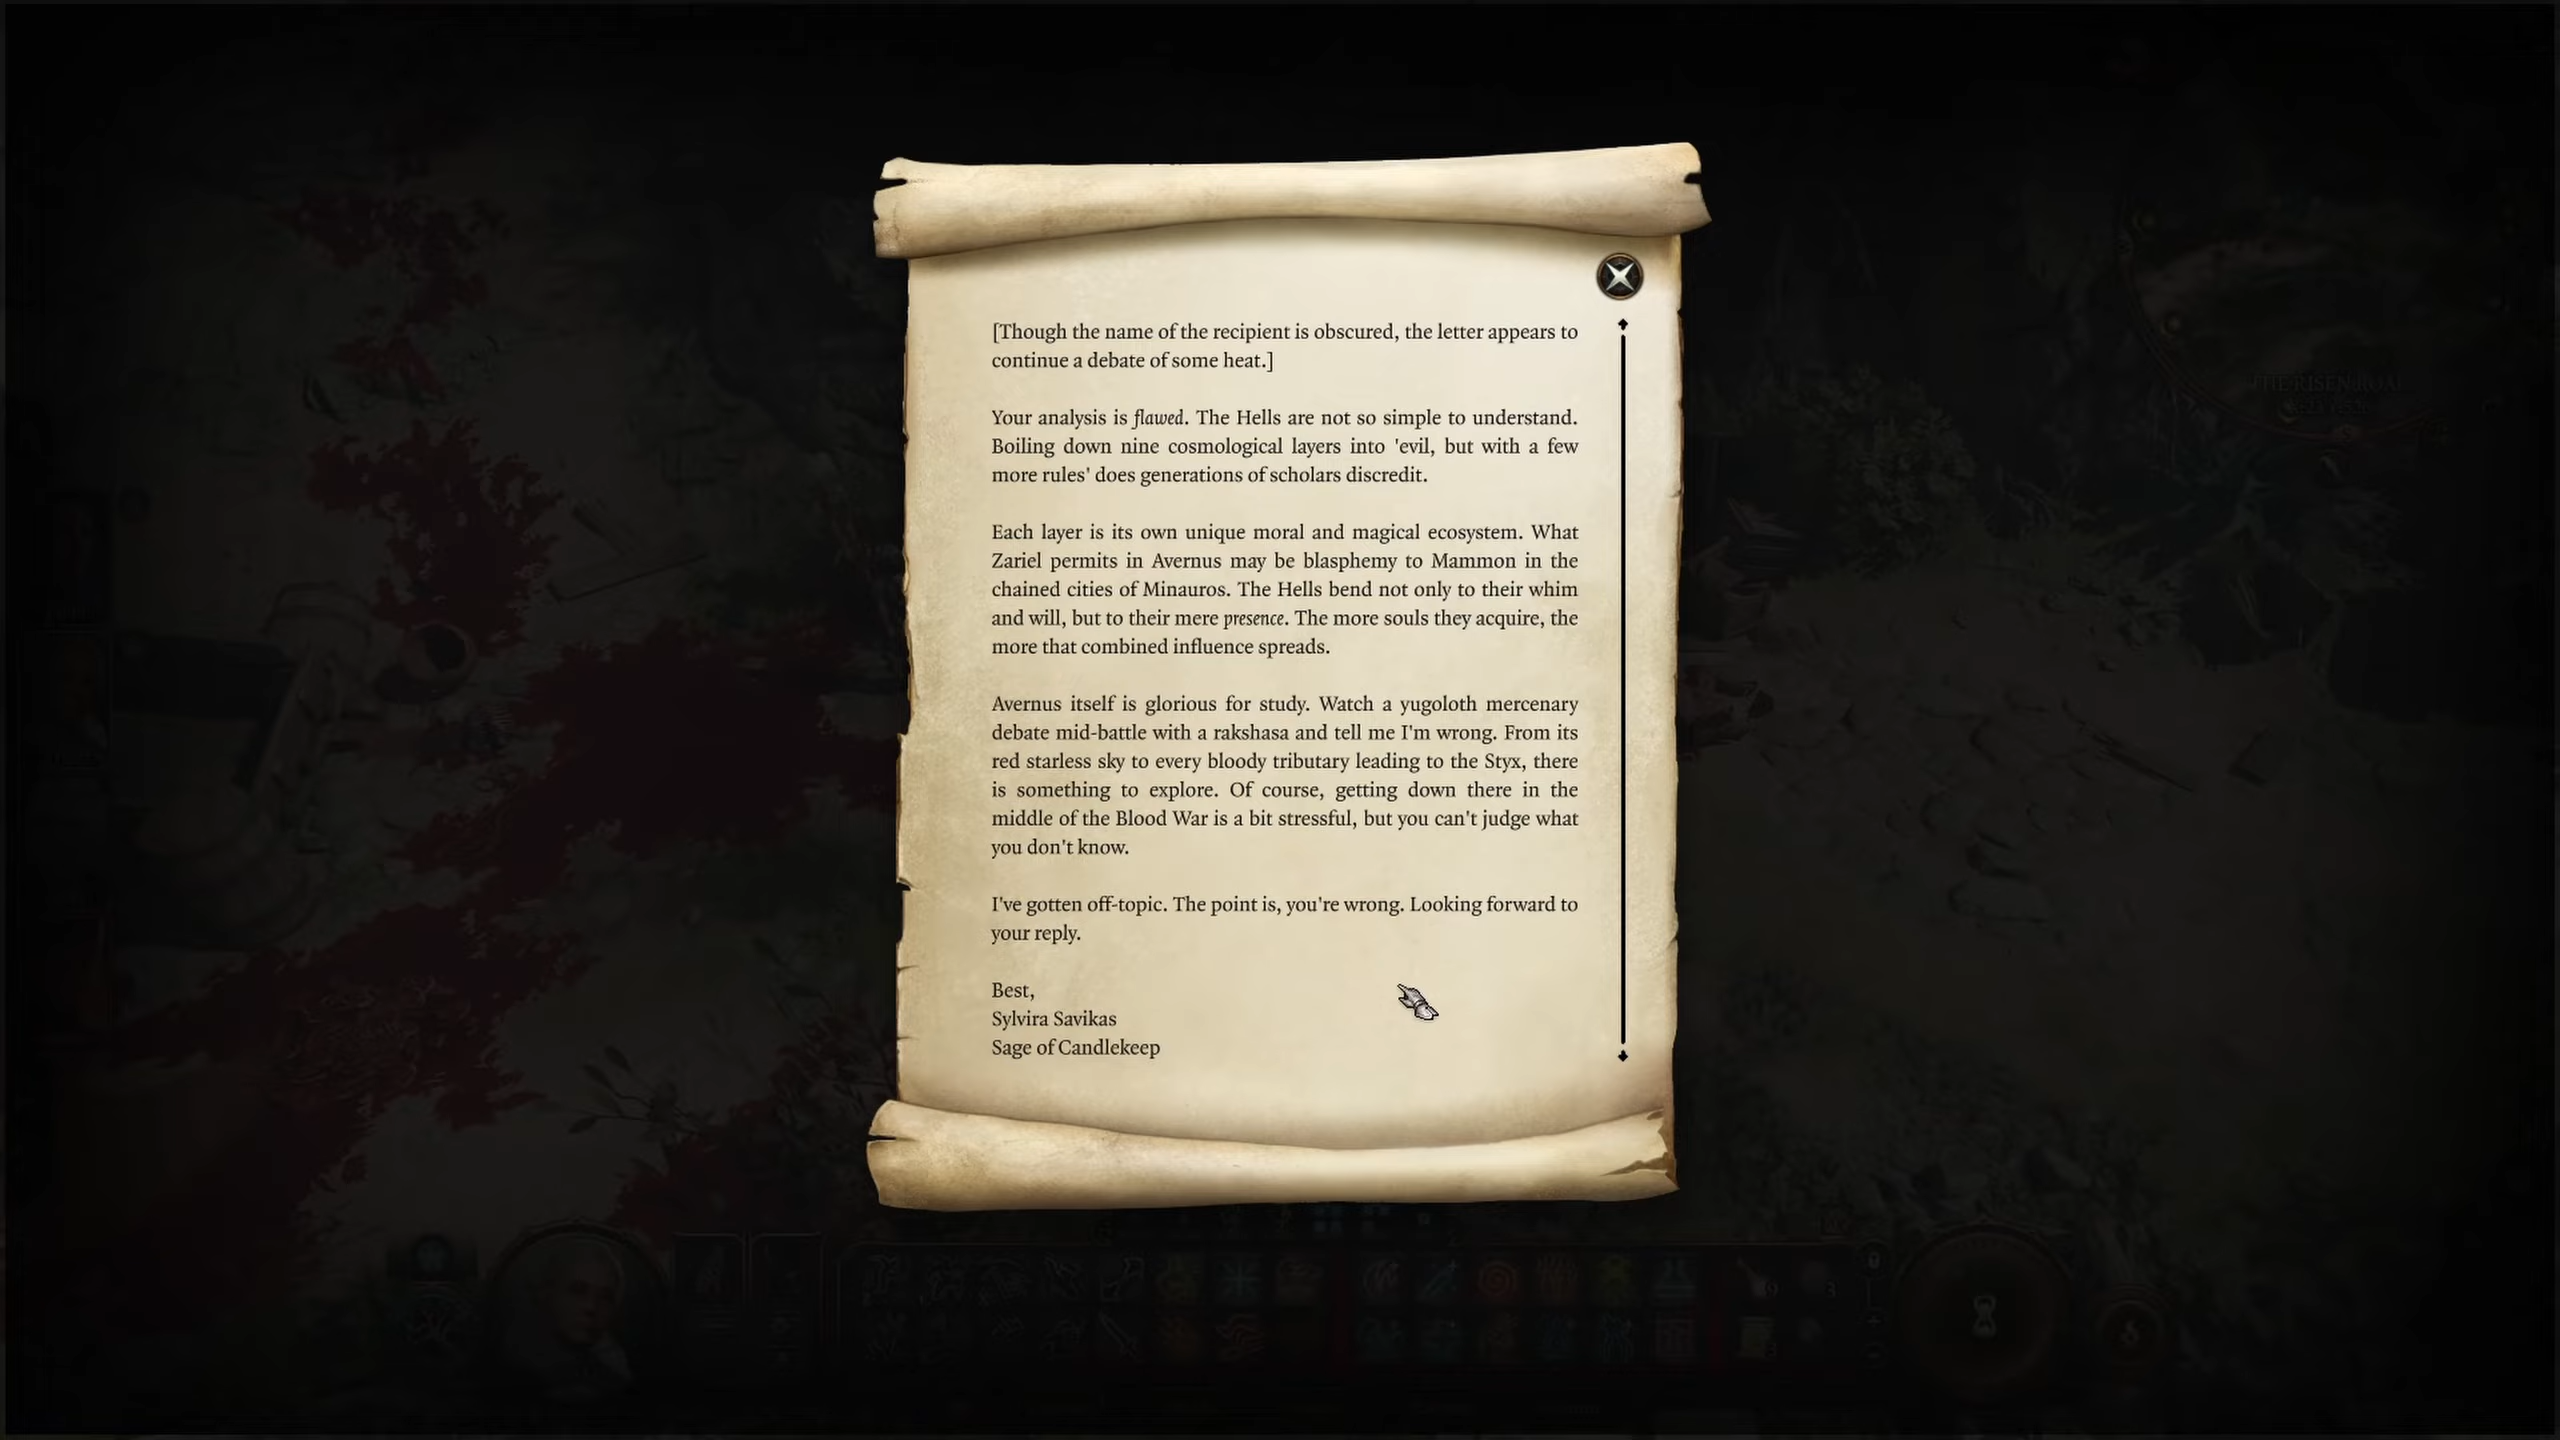 [Though the name of the recipient is obscured, the letter appears to
continue a debate of some heat.]
Your analysis is flawed. The Hells are not so simple to understand.
Boiling down nine cosmological layers into 'evil, but with a few
more rules' does generations of scholars discredit.
Each layer is its own unique moral and magical ecosystem. What
Zariel permits in Avernus may be blasphemy to Mammon in the
chained cities of Minauros. The Hells bend not only to their whim
and will, but to their mere presence. The more souls they acquire, the
more that combined influence spreads.
Avernus itself is glorious for study. Watch a yugoloth mercenary
debate mid-battle with a rakshasa and tell me I'm wrong. From its
red starless sky to every bloody tributary leading to the Styx, there
is something to explore. Of course, getting down there in the
middle of the Blood War is a bit stressful, but you can't judge what
you don't know.
I've gotten off-topic. The point is, you're wrong. Looking forward to
your reply.
Best,
Sylvira Savikas
Sage of Candlekeep
THE RISEN ROAD